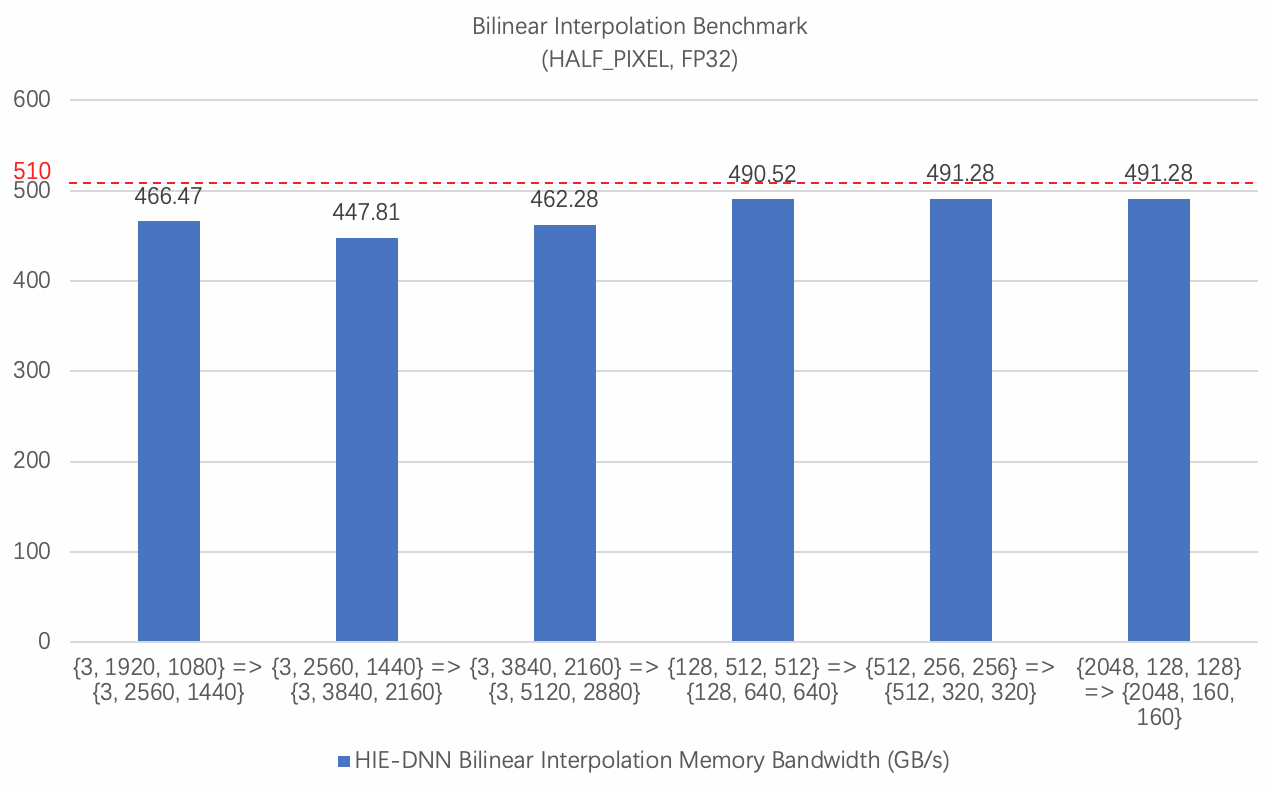 Bilinear Interpolation Benchmark
(HALF_PIXEL, FP32)
600
510
500
400
300
200
100
0
466.47
447.81
462.28
490.52
491.28
491.28
{3, 1920, 1080} =>
{3, 2560, 1440}
{3, 2560, 1440} =>
{3, 3840, 2160}
{3, 3840, 2160} =>
{3, 5120, 2880}
{128, 512, 512} =>
{128, 640, 640}
{512, 256, 256} =>
{512, 320, 320}
{2048, 128, 128}
=> {2048, 160,
160}
HIE-DNN Bilinear Interpolation Memory Bandwidth (GB/s)